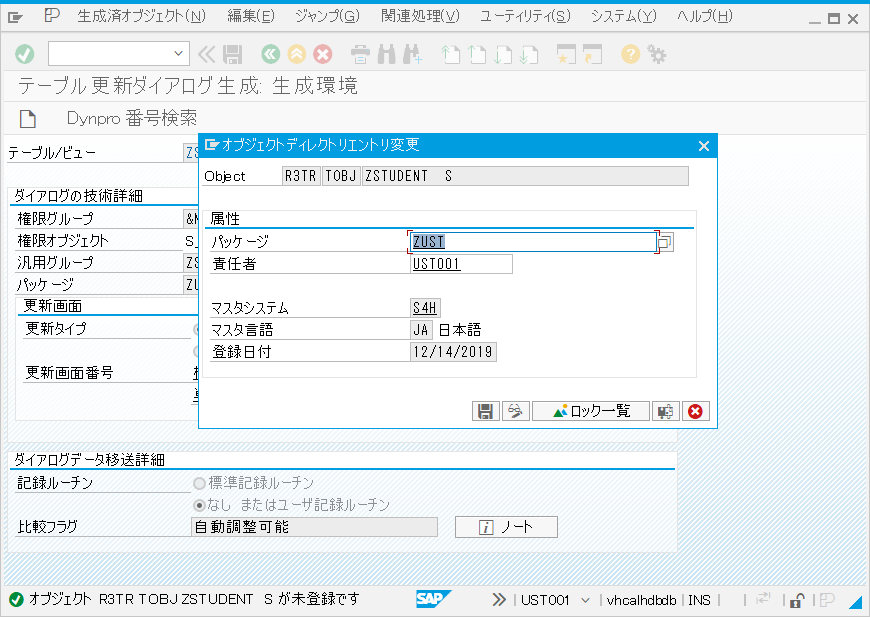 生成済オブジェクト(N) 編集(E) ジャンプ(G) 関連処理(V) ユーティリティ(S) システム(Y) ヘルプ(H)
テーブル更新ダイアログ生成: 生成環境
Dynpro 番号検索
テーブル/ビュー
ダイアログの技術詳細
権限グループ
権限オブジェクト
汎用グループ
パッケージ
更新画面
更新タイプ
更新画面番号
オブジェクトディレクトリエントリ変更
Object R3TR TOBJ ZSTUDENT S
属性
パッケージ ZUST
責任者 UST001
マスタシステム S4H
マスタ言語 JA 日本語
登録日付 12/14/2019
ロック一覧
ダイアログデータ移送詳細
記録ルーチン 標準記録ルーチン
なし またはユーザ記録ルーチン
比較フラグ 自動調整可能 ノート
オブジェクト R3TR TOBJ ZSTUDENT S が未登録です SAP UST001 vhcalhdbdb INS